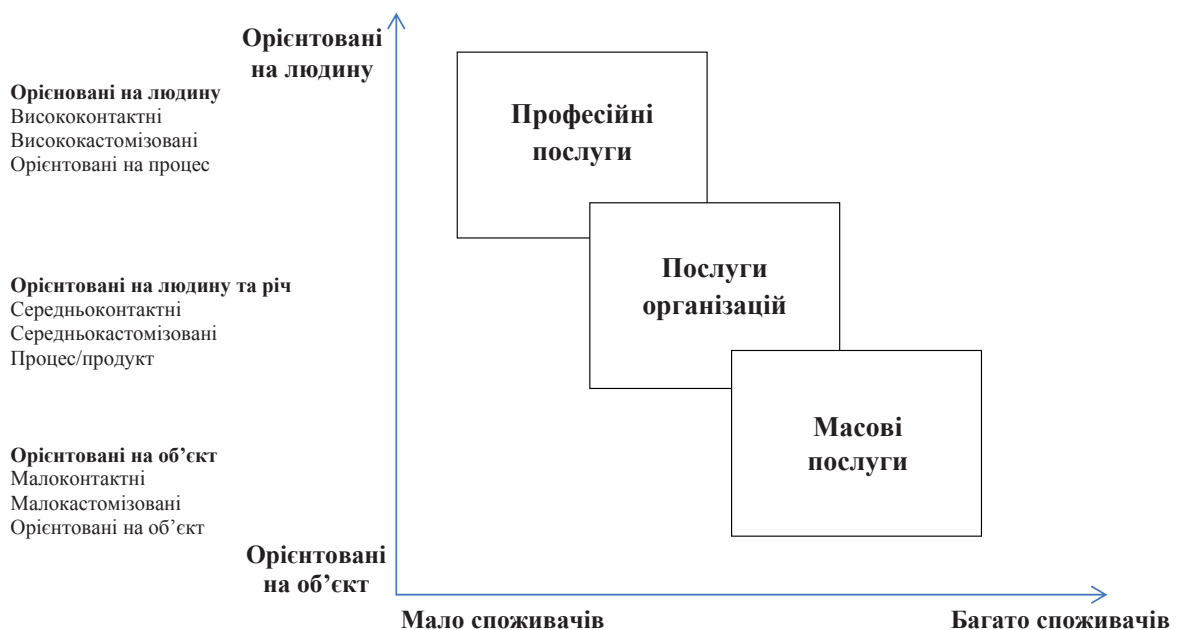 Орієнтовані
на людину
Орієновані на людину
Висококонтактні
Висококастомізовані
Орієнтовані на процес
Професійні
послуги
Орієнтовані на людину та річ
Середньоконтактні
Середньокастомізовані
Процес/продукт
Послуги
організацій
Орієнтовані на об’єкт
Малоконтактні
Малокастомізовані
Орієнтовані на об’єкт
Масові
послуги
Орієнтовані
на об’єкт
Мало споживачів
Багато споживачів